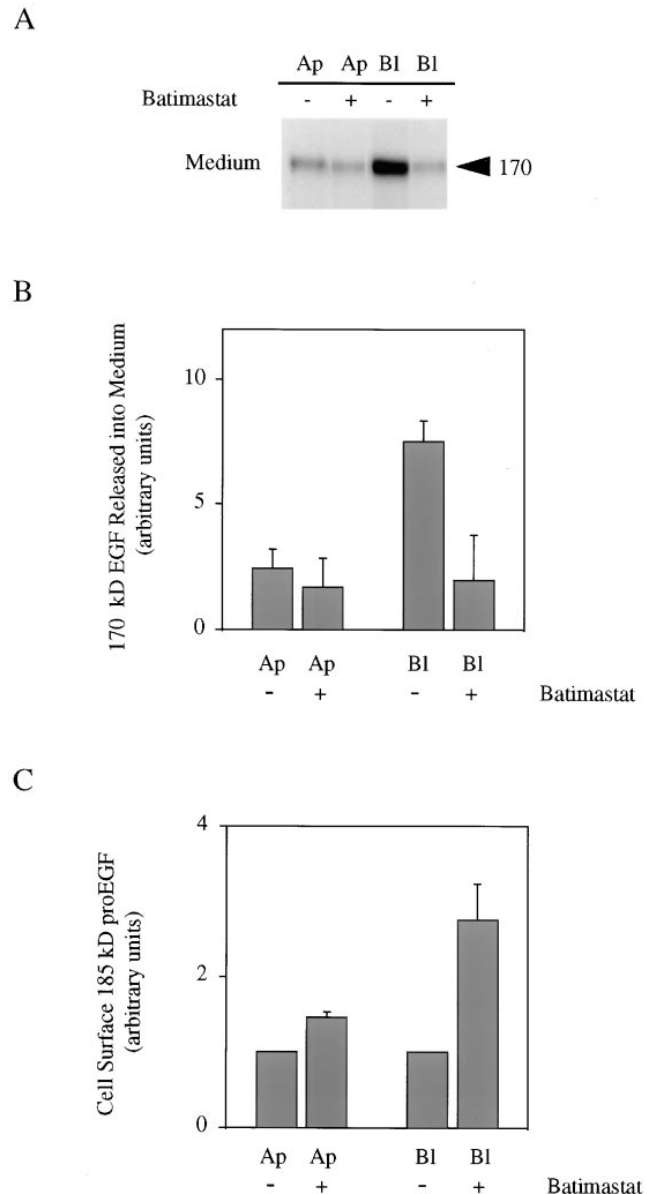 A
Ap Ap Bl Bl
Batimastat - + - +
Medium 170
B
170 kD EGF Released into Medium
(arbitrary units)
10
5
0
Ap Ap Bl Bl
- + - + Batimastat
C
Cell Surface 185 kD proEGF
(arbitrary units)
4
2
0
Ap Ap Bl Bl
- + - + Batimastat